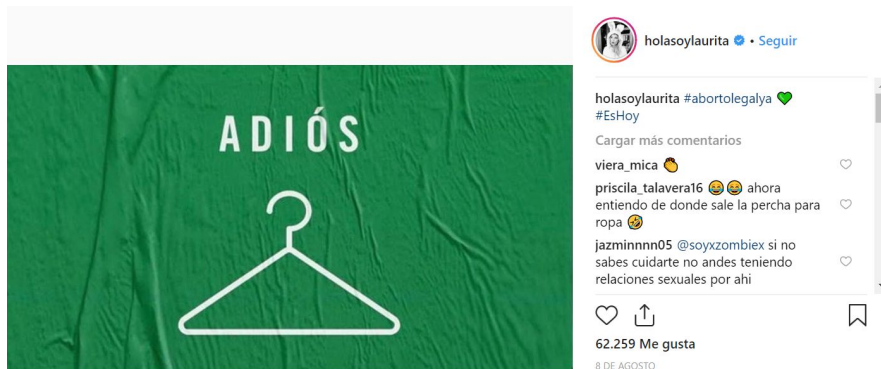 ADIÓS
holasoylaurita • Seguir
holasoylaurita #abortolegalya 💚
#EsHoy
Cargar más comentarios
viera_mica 👏
priscila_talavera16 😂😂 ahora
entiendo de donde sale la percha para
ropa 🤣
jazminnnn05 @soyxzombiex si no
sabes cuidarte no andes teniendo
relaciones sexuales por ahi
62.259 Me gusta
8 DE AGOSTO